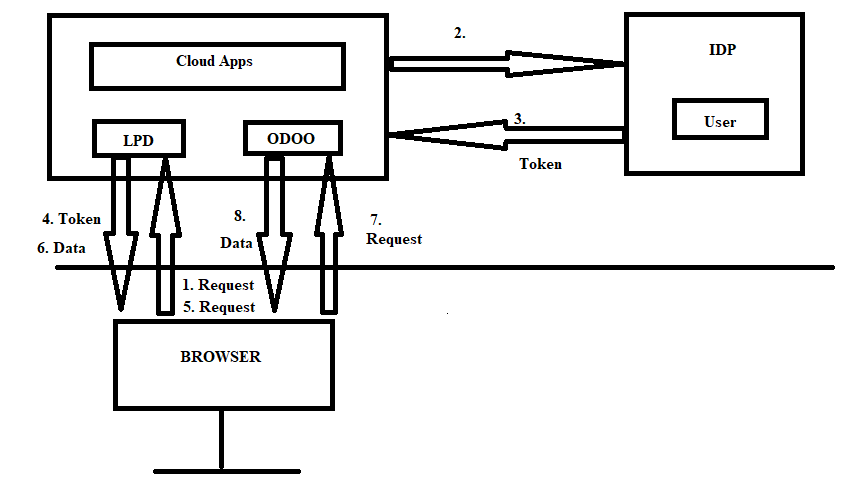 2.
IDP
Cloud Apps
3.
User
LPD
ODOO
Token
4. Token
8.
7.
6. Data
Data
Request
1. Request
5. Request
BROWSER